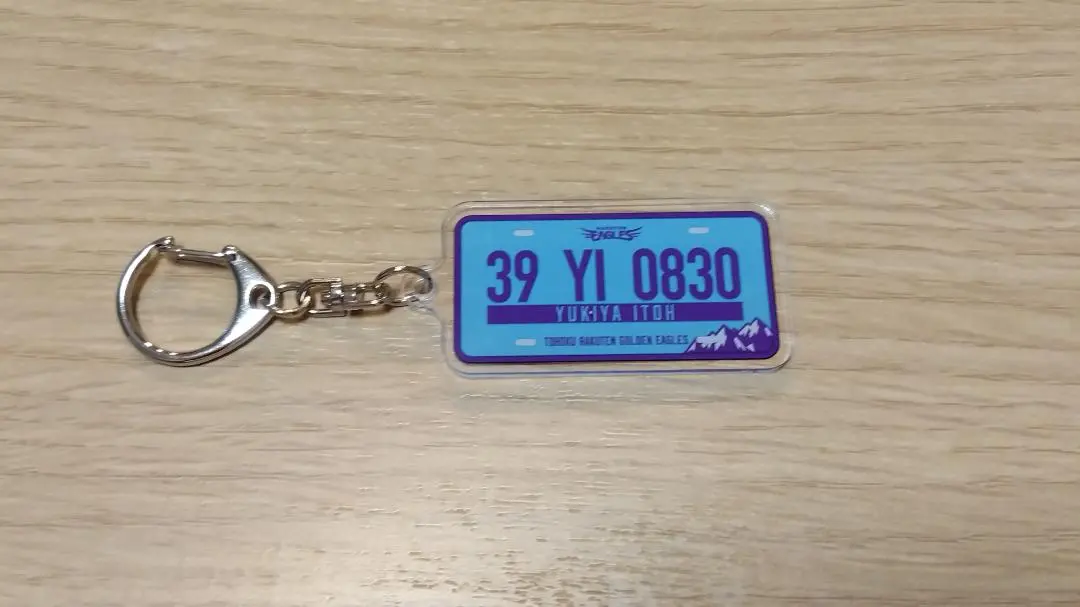 EAGLES
39 YI 0830
YUKIYA ITOH
TOHOKU RAKUTEN GOLDEN EAGLES